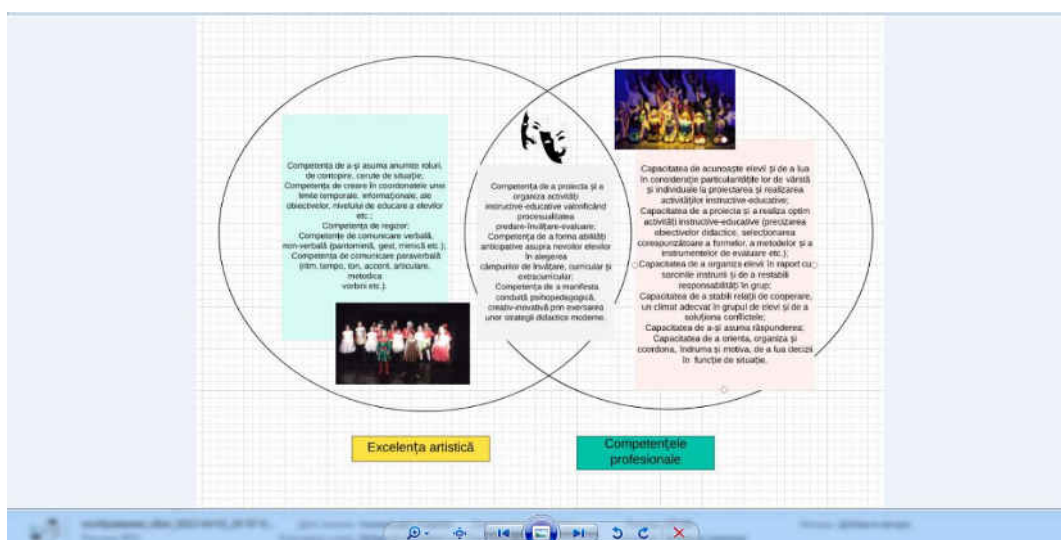 Competența de a-și asuma anumite roluri,
de contopire, cerute de situație;
Competența de creare în coordonatele unei
limite temporale, informaționale, ale
obiectivelor, nivelului de educare a elevilor
etc.;
Competența de regizor;
Competențe de comunicare verbală,
non-verbală (pantomimă, gest, mimică etc.);
Competența de comunicare paraverbală
(ritm, tempo, ton, accent, articulare,
metodica
vorbirii etc.).
Competența de a proiecta și a
organiza activități
instructive-educative valorificând
procesualitatea
predare-învățare-evaluare;
Competența de a forma abilități
anticipative asupra nevoilor elevilor
în alegerea
câmpurilor de învățare, curricular și
extracurricular;
Competența de a manifesta
conduită psihopedagogică,
creativ-inovativă prin exersarea
unor strategii didactice moderne.
Capacitatea de acunoaște elevii și de a lua
în considerație particularitățile lor de vârstă
și individuale la proiectarea și realizarea
activităților instructive-educative;
Capacitatea de a proiecta și a realiza optim
activități instructive-educative (precizarea
obiectivelor didactice, selecționarea
corespunzătoare a formelor, a metodelor și a
instrumentelor de evaluare etc.);
Capacitatea de a organiza elevii în raport cu
sarcinile instruirii și de a restabili
responsabilități în grup;
Capacitatea de a stabili relații de cooperare,
un climat adecvat în grupul de elevi și de a
soluționa conflictele;
Capacitatea de a-și asuma răspunderea;
Capacitatea de a orienta, organiza și
coordona, îndruma și motiva, de a lua decizii
în funcție de situație.
Excelența artistică
Competențele
profesionale